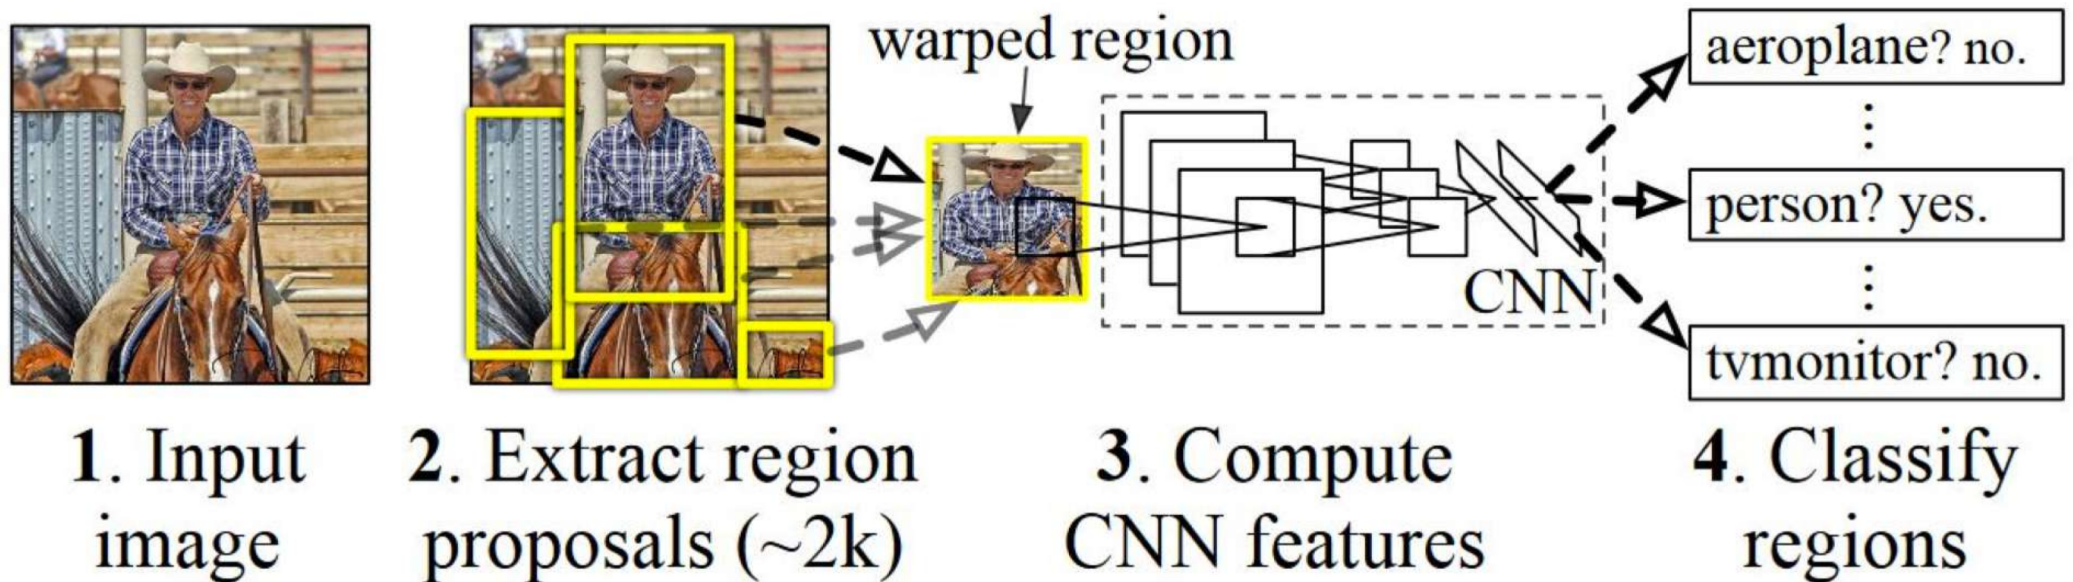 warped region
aeroplane? no.
⋮
person? yes.
⋮
CNN
tvmonitor? no.
1. Input
image
2. Extract region
proposals (~2k)
3. Compute
CNN features
4. Classify
regions